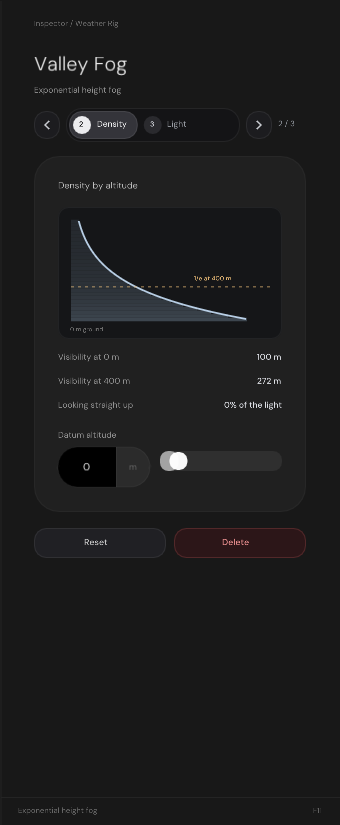 Inspector / Weather Rig
Valley Fog
Exponential height fog
2 Density 3 Light 2 / 3
Density by altitude
1/e at 400 m
0 m ground
Visibility at 0 m 100 m
Visibility at 400 m 272 m
Looking straight up 0% of the light
Datum altitude
0 m
Reset Delete
Exponential height fog